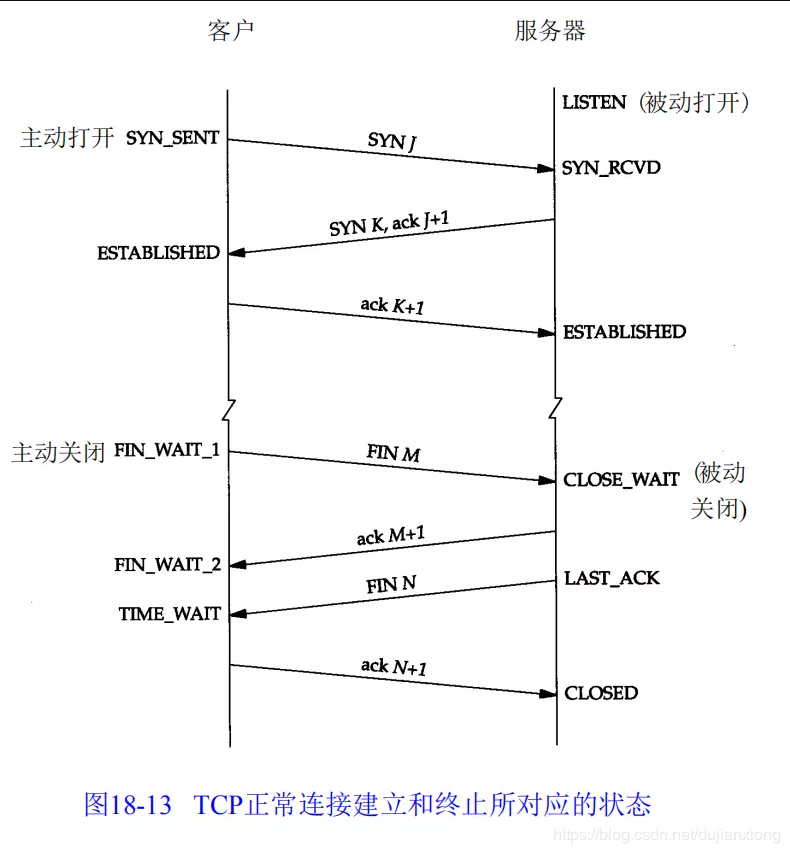 客户 服务器
LISTEN (被动打开)
主动打开 SYN_SENT
SYN J
SYN_RCVD
SYN K, ack J+1
ESTABLISHED
ack K+1
ESTABLISHED
主动关闭 FIN_WAIT_1
FIN M
CLOSE_WAIT (被动
关闭)
ack M+1
FIN_WAIT_2
LAST_ACK
FIN N
TIME_WAIT
ack N+1
CLOSED
图18-13 TCP正常连接建立和终止所对应的状态
https://blog.csdn.net/dujianxiong